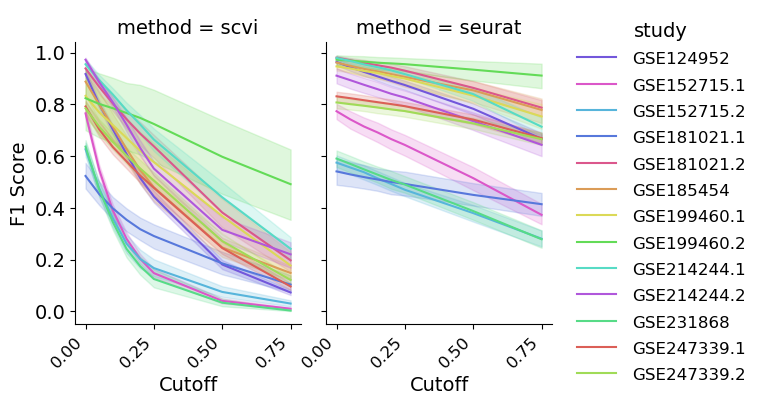 method = scvi
method = seurat
study
F1 Score
1.0
0.8
0.6
0.4
0.2
0.0
0.00
0.25
0.50
0.75
0.00
0.25
0.50
0.75
Cutoff
Cutoff
GSE124952
GSE152715.1
GSE152715.2
GSE181021.1
GSE181021.2
GSE185454
GSE199460.1
GSE199460.2
GSE214244.1
GSE214244.2
GSE231868
GSE247339.1
GSE247339.2